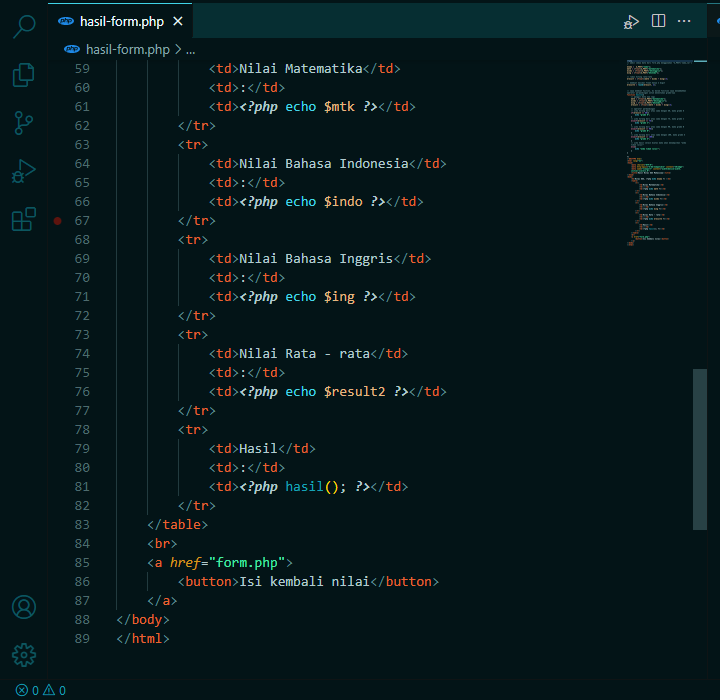 php hasil-form.php
php hasil-form.php > ...
59 <td>Nilai Matematika</td>
60 <td>:</td>
61 <td><?php echo $mtk ?></td>
62 </tr>
63 <tr>
64 <td>Nilai Bahasa Indonesia</td>
65 <td>:</td>
66 <td><?php echo $indo ?></td>
67 </tr>
68 <tr>
69 <td>Nilai Bahasa Inggris</td>
70 <td>:</td>
71 <td><?php echo $ing ?></td>
72 </tr>
73 <tr>
74 <td>Nilai Rata - rata</td>
75 <td>:</td>
76 <td><?php echo $result2 ?></td>
77 </tr>
78 <tr>
79 <td>Hasil</td>
80 <td>:</td>
81 <td><?php hasil(); ?></td>
82 </tr>
83 </table>
84 <br>
85 <a href="form.php">
86 <button>Isi kembali nilai</button>
87 </a>
88 </body>
89 </html>
0 0